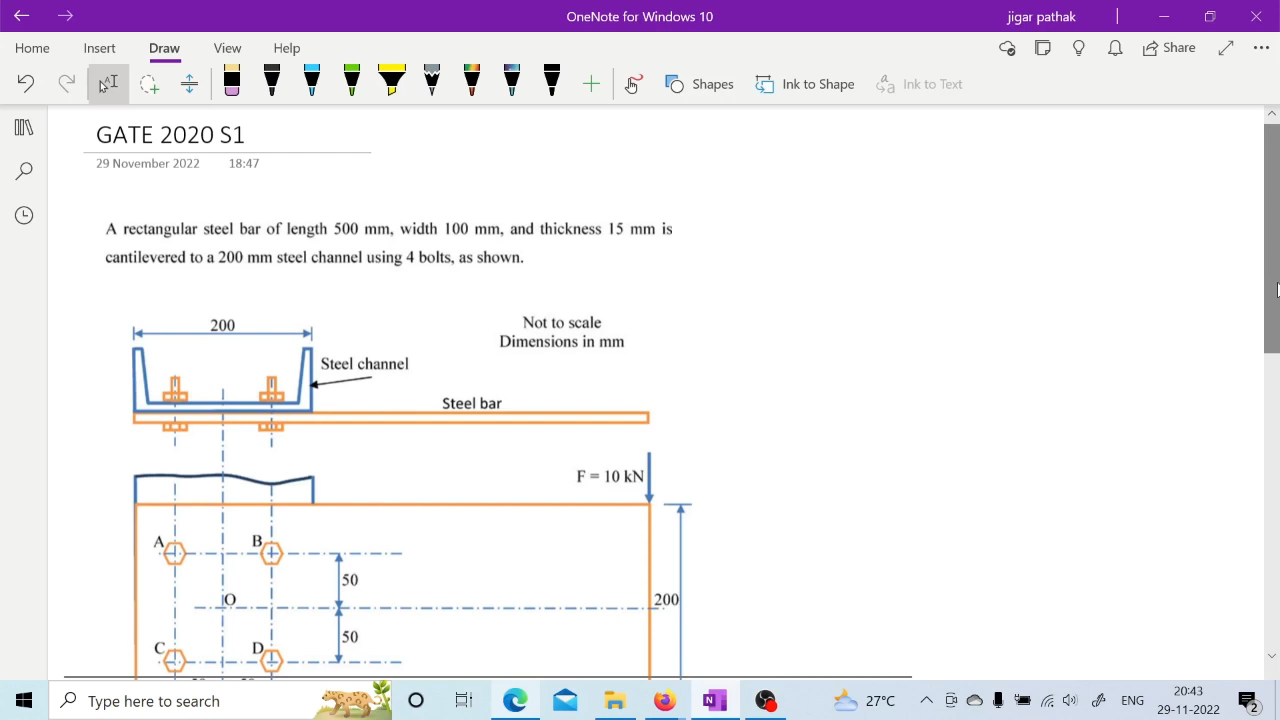 OneNote for Windows 10
jigar pathak
Home Insert Draw View Help
Share
Shapes
Ink to Shape
Ink to Text
GATE 2020 S1
29 November 2022 18:47
A rectangular steel bar of length 500 mm, width 100 mm, and thickness 15 mm is
cantilevered to a 200 mm steel channel using 4 bolts, as shown.
200
Not to scale
Dimensions in mm
Steel channel
Steel bar
F = 10 kN
A
B
50
O
200
50
C
D
Type here to search
27°C
ENG
20:43
29-11-2022
2